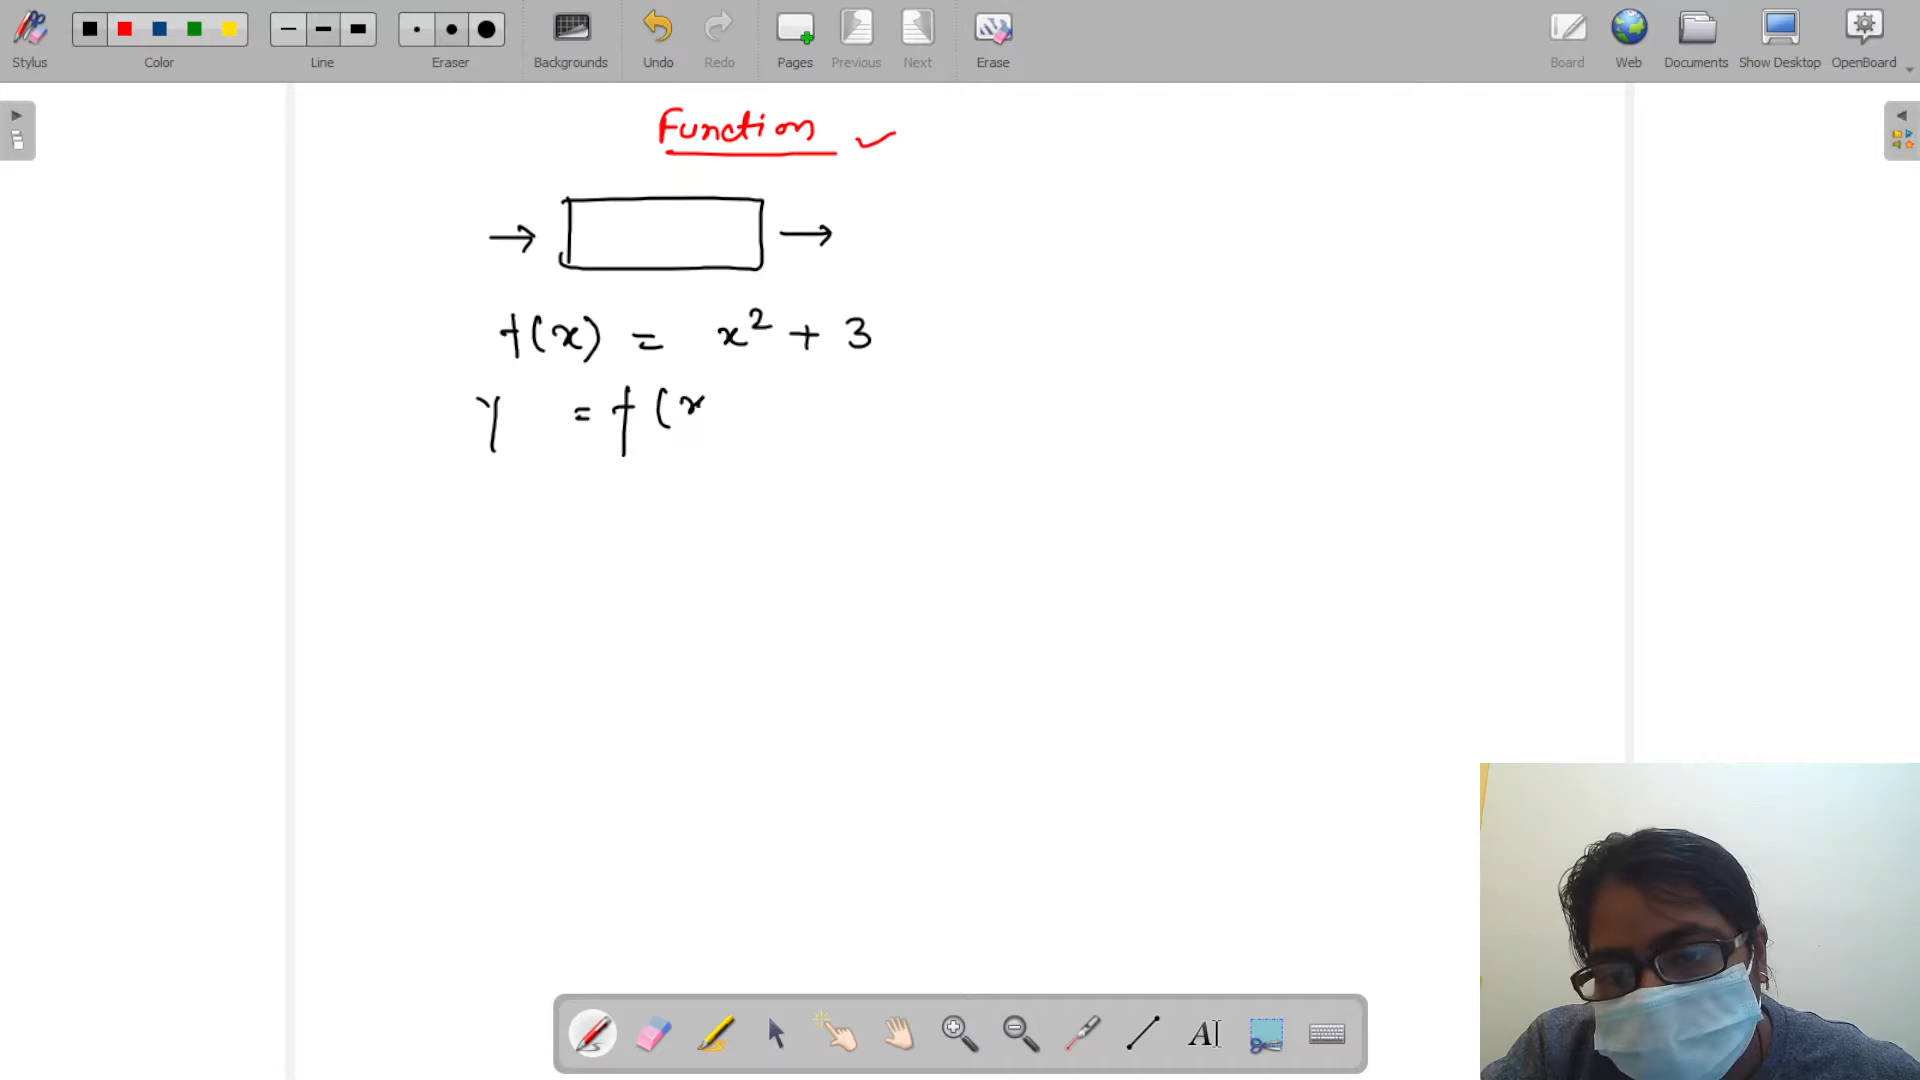 Stylus
Color
Line
Eraser
Backgrounds
Undo
Redo
Pages
Previous
Next
Erase
Board
Web
Documents
Show Desktop
OpenBoard
Function
f(x) = x² + 3
y = f(x
A